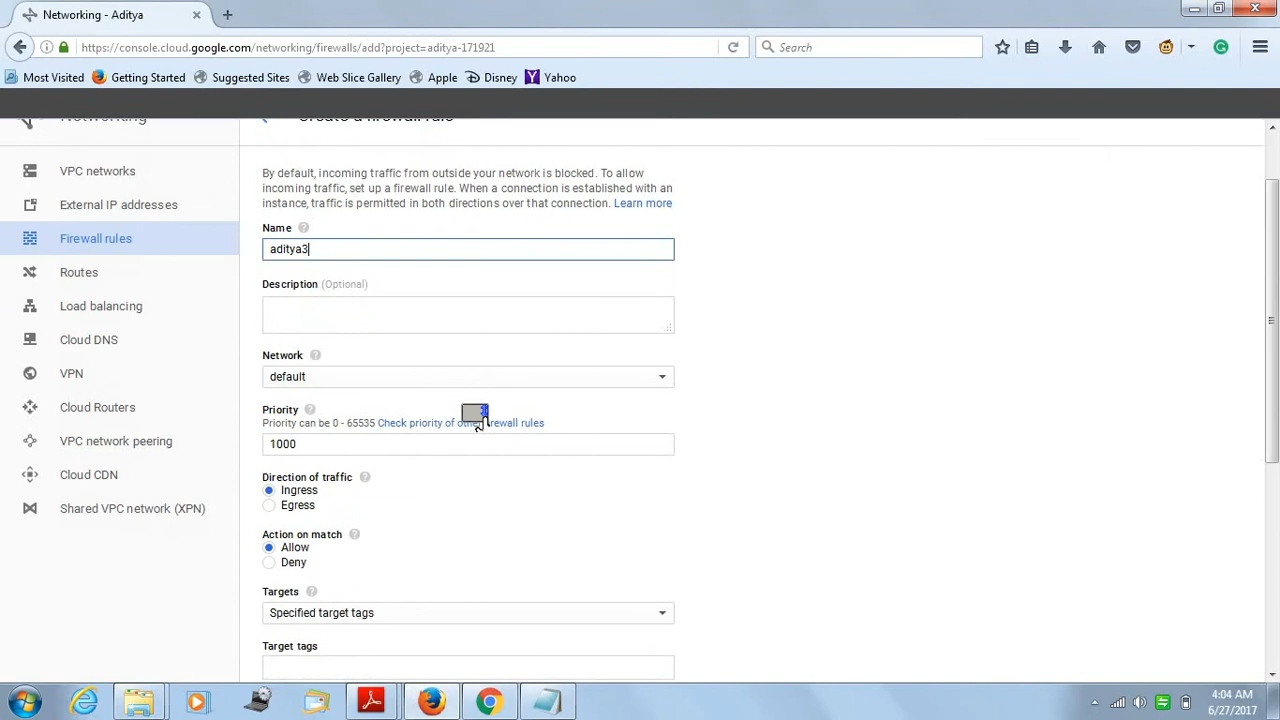 Networking - Aditya
https://console.cloud.google.com/networking/firewalls/add?project=aditya-171921
Search
Most Visited
Getting Started
Suggested Sites
Web Slice Gallery
Apple
Disney
Yahoo
Networking
Create a firewall rule
VPC networks
External IP addresses
Firewall rules
Routes
Load balancing
Cloud DNS
VPN
Cloud Routers
VPC network peering
Cloud CDN
Shared VPC network (XPN)
By default, incoming traffic from outside your network is blocked. To allow
incoming traffic, set up a firewall rule. When a connection is established with an
instance, traffic is permitted in both directions over that connection. Learn more
Name
aditya3
Description (Optional)
Network
default
Priority
Priority can be 0 - 65535 Check priority of other firewall rules
1000
Direction of traffic
Ingress
Egress
Action on match
Allow
Deny
Targets
Specified target tags
Target tags
4:04 AM
6/27/2017